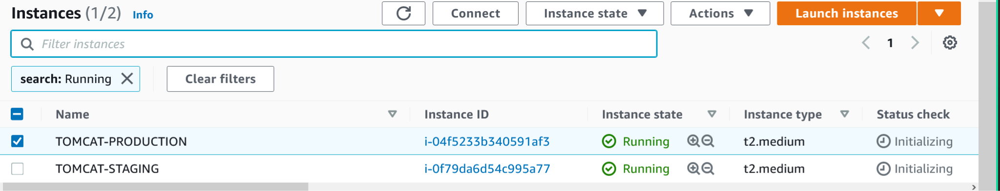 Instances (1/2) Info Connect Instance state Actions Launch instances
Filter instances 1
search: Running Clear filters
Name Instance ID Instance state Instance type Status check
TOMCAT-PRODUCTION i-04f5233b340591af3 Running t2.medium Initializing
TOMCAT-STAGING i-0f79da6d54c995a77 Running t2.medium Initializing